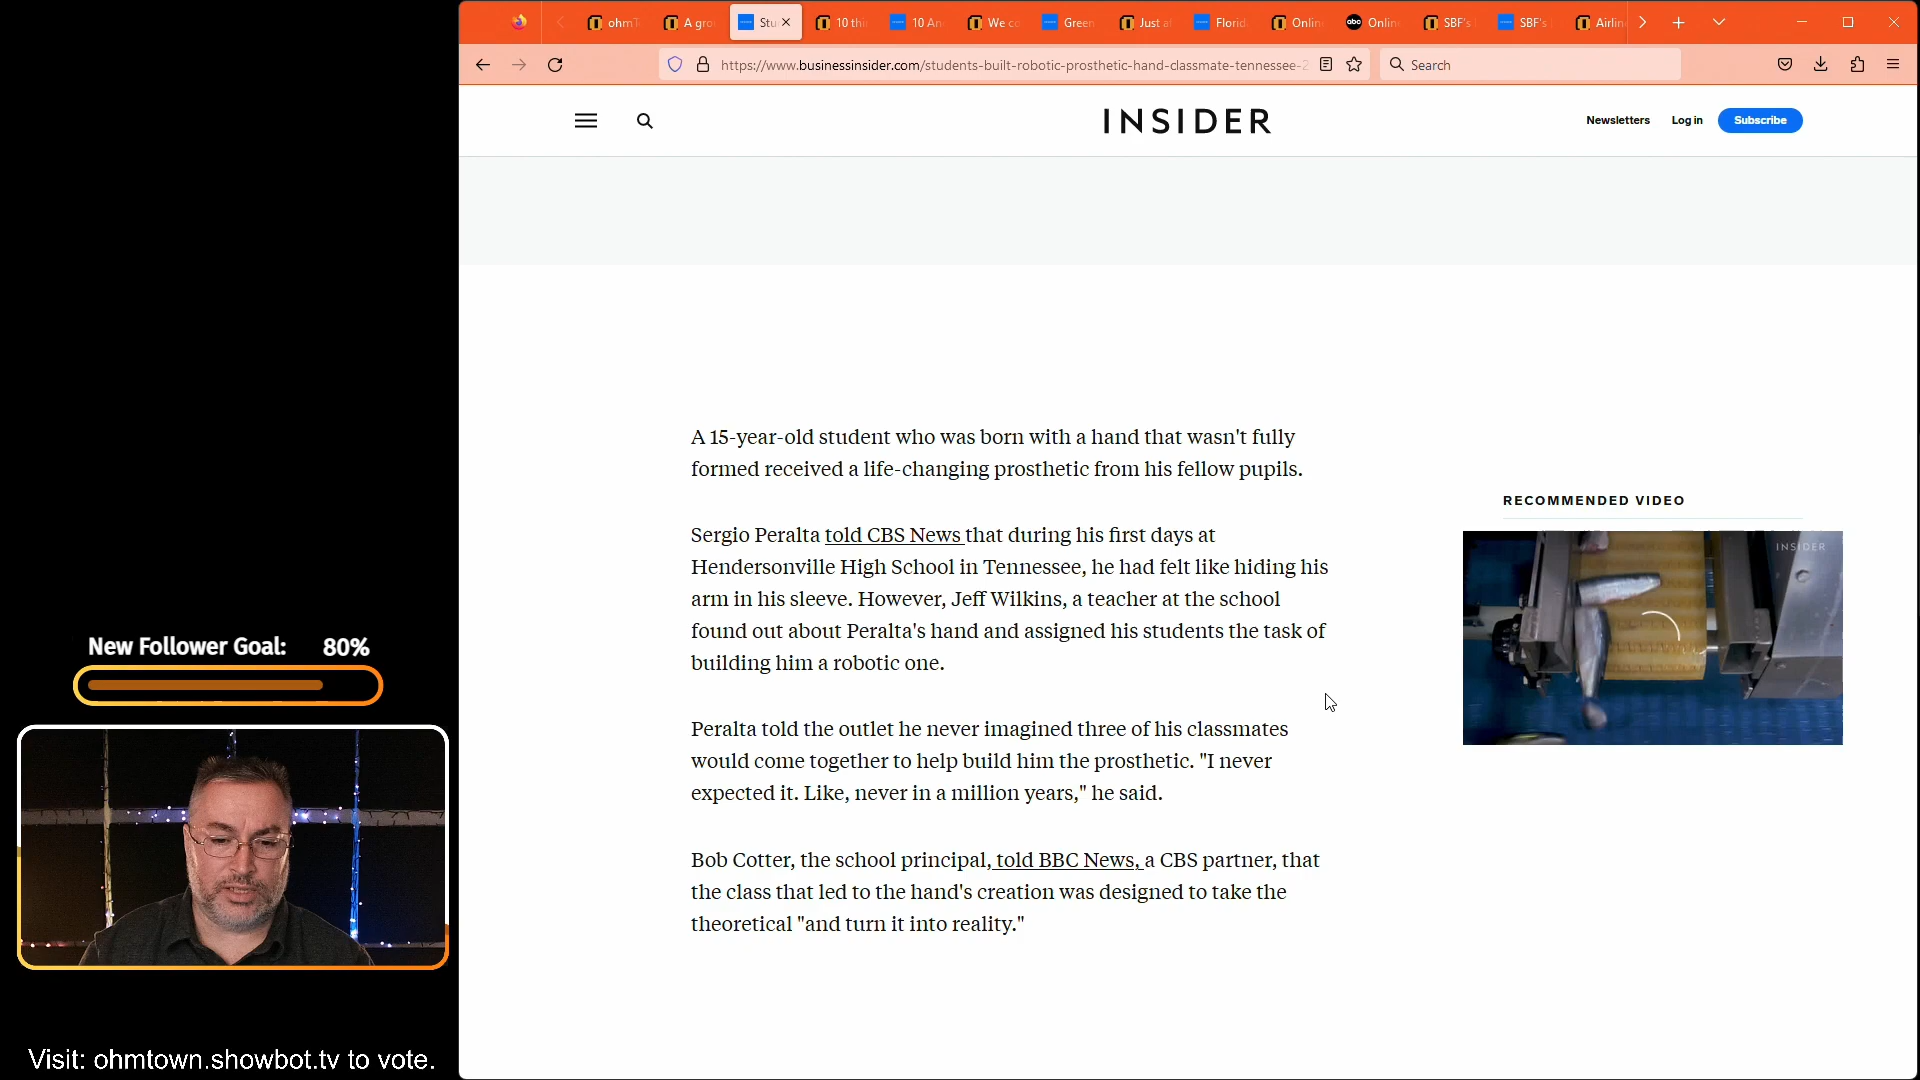 ohmT
A gro
Stu
10 thi
10 An
We co
Green
Just a
Florid
Onlin
abc
Onlin
SBF's
SBF's
Airlin
https://www.businessinsider.com/students-built-robotic-prosthetic-hand-classmate-tennessee-2
Search
INSIDER
Newsletters
Log in
Subscribe
A 15-year-old student who was born with a hand that wasn't fully
formed received a life-changing prosthetic from his fellow pupils.
Sergio Peralta told CBS News that during his first days at
Hendersonville High School in Tennessee, he had felt like hiding his
arm in his sleeve. However, Jeff Wilkins, a teacher at the school
found out about Peralta's hand and assigned his students the task of
building him a robotic one.
Peralta told the outlet he never imagined three of his classmates
would come together to help build him the prosthetic. "I never
expected it. Like, never in a million years," he said.
Bob Cotter, the school principal, told BBC News, a CBS partner, that
the class that led to the hand's creation was designed to take the
theoretical "and turn it into reality."
RECOMMENDED VIDEO
INSIDER
New Follower Goal: 80%
Visit: ohmtown.showbot.tv to vote.